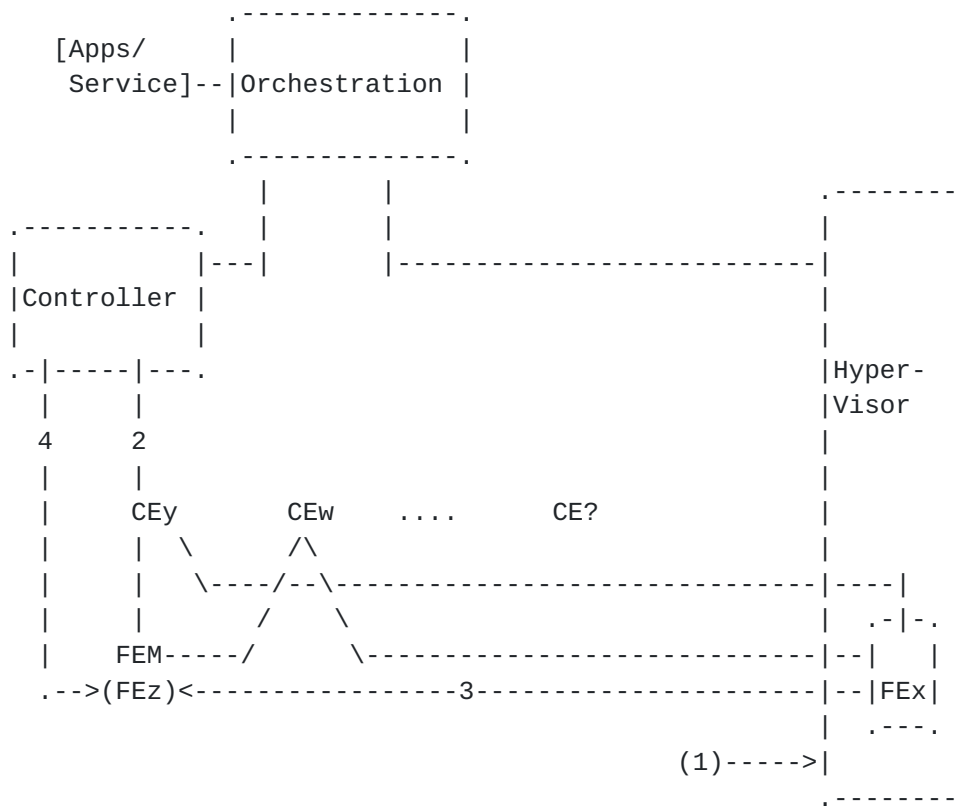 [Apps/
Service]--
Orchestration
Controller
Hyper-
Visor
4 2
CEy CEw .... CE?
FEM
(FEz) 3 FEx
(1)